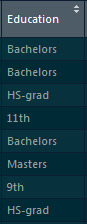 Education
Bachelors
Bachelors
HS-grad
11th
Bachelors
Masters
9th
HS-grad